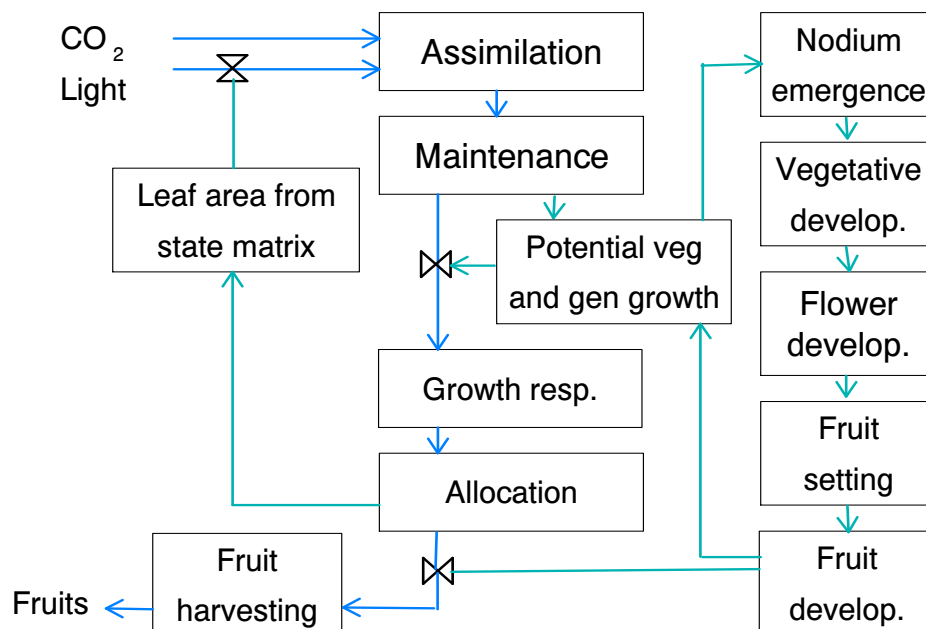 CO2
Light
Assimilation
Maintenance
Leaf area from
state matrix
Potential veg
and gen growth
Growth resp.
Allocation
Fruit
harvesting
Fruits
Nodium
emergence
Vegetative
develop.
Flower
develop.
Fruit
setting
Fruit
develop.